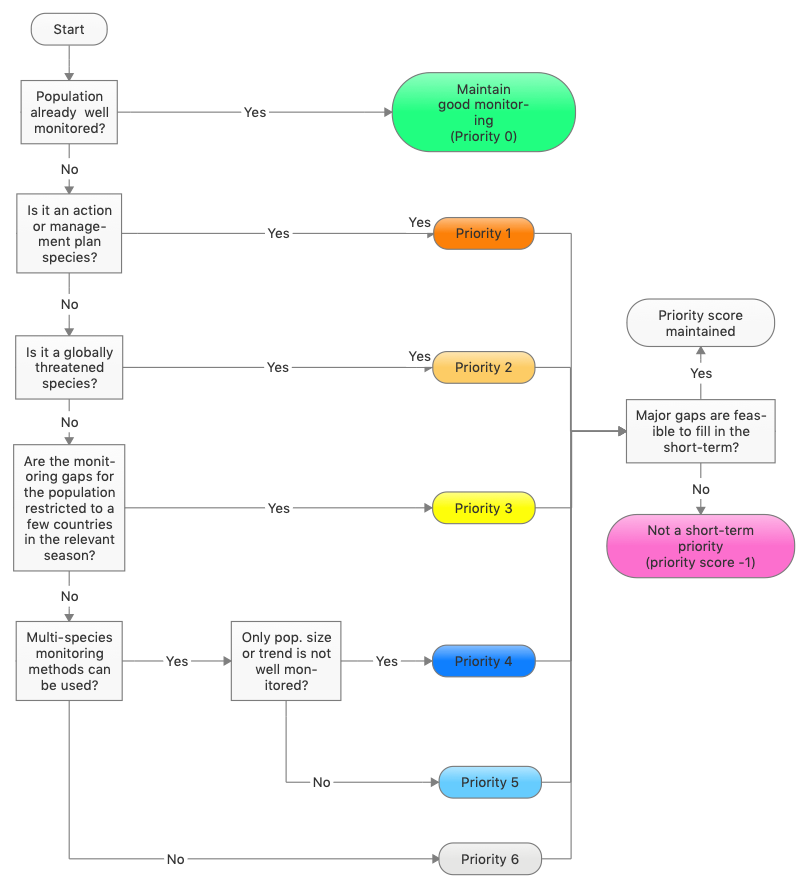 Start
Population
already well
monitored?
Yes
Maintain
good monitor-
ing
(Priority 0)
No
Is it an action
or manage-
ment plan
species?
Yes
Yes
Priority 1
No
Is it a globally
threatened
species?
Yes
Yes
Priority 2
Priority score
maintained
Yes
Major gaps are feas-
ible to fill in the
short-term?
No
Not a short-term
priority
(priority score -1)
No
Are the monit-
oring gaps for
the population
restricted to a
few countries
in the relevant
season?
Yes
Priority 3
No
Multi-species
monitoring
methods can
be used?
Yes
Only pop. size
or trend is not
well mon-
itored?
Yes
Priority 4
No
Priority 5
No
Priority 6